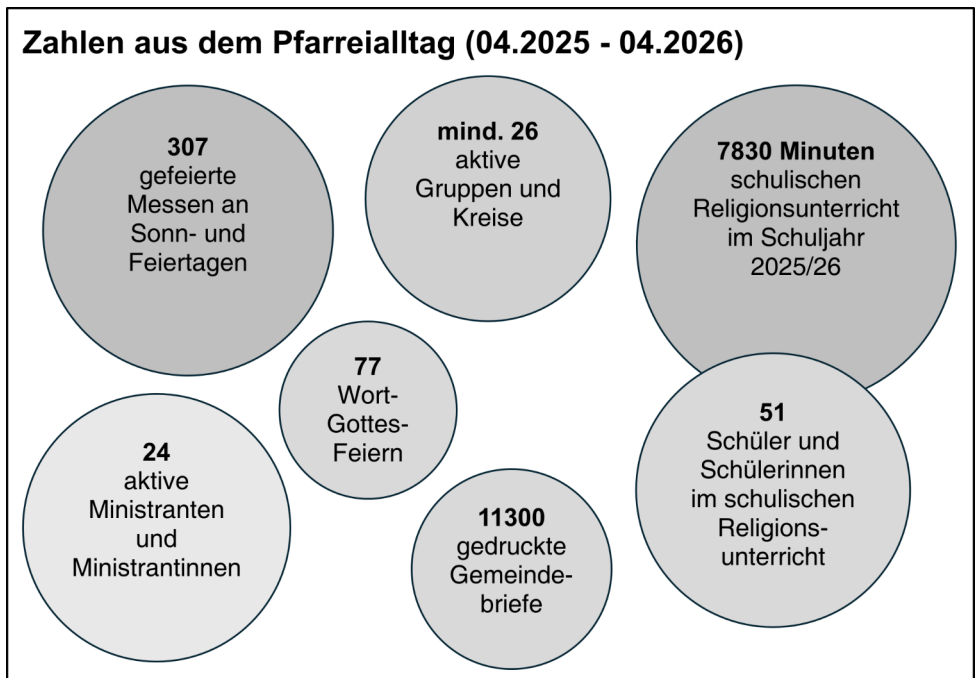 Zahlen aus dem Pfarreialltag (04.2025 - 04.2026)
307
gefeierte
Messen an
Sonn- und
Feiertagen
mind. 26
aktive
Gruppen und
Kreise
7830 Minuten
schulischen
Religionsunterricht
im Schuljahr
2025/26
77
Wort-
Gottes-
Feiern
24
aktive
Ministranten
und
Ministrantinnen
11300
gedruckte
Gemeinde-
briefe
51
Schüler und
Schülerinnen
im schulischen
Religions-
unterricht